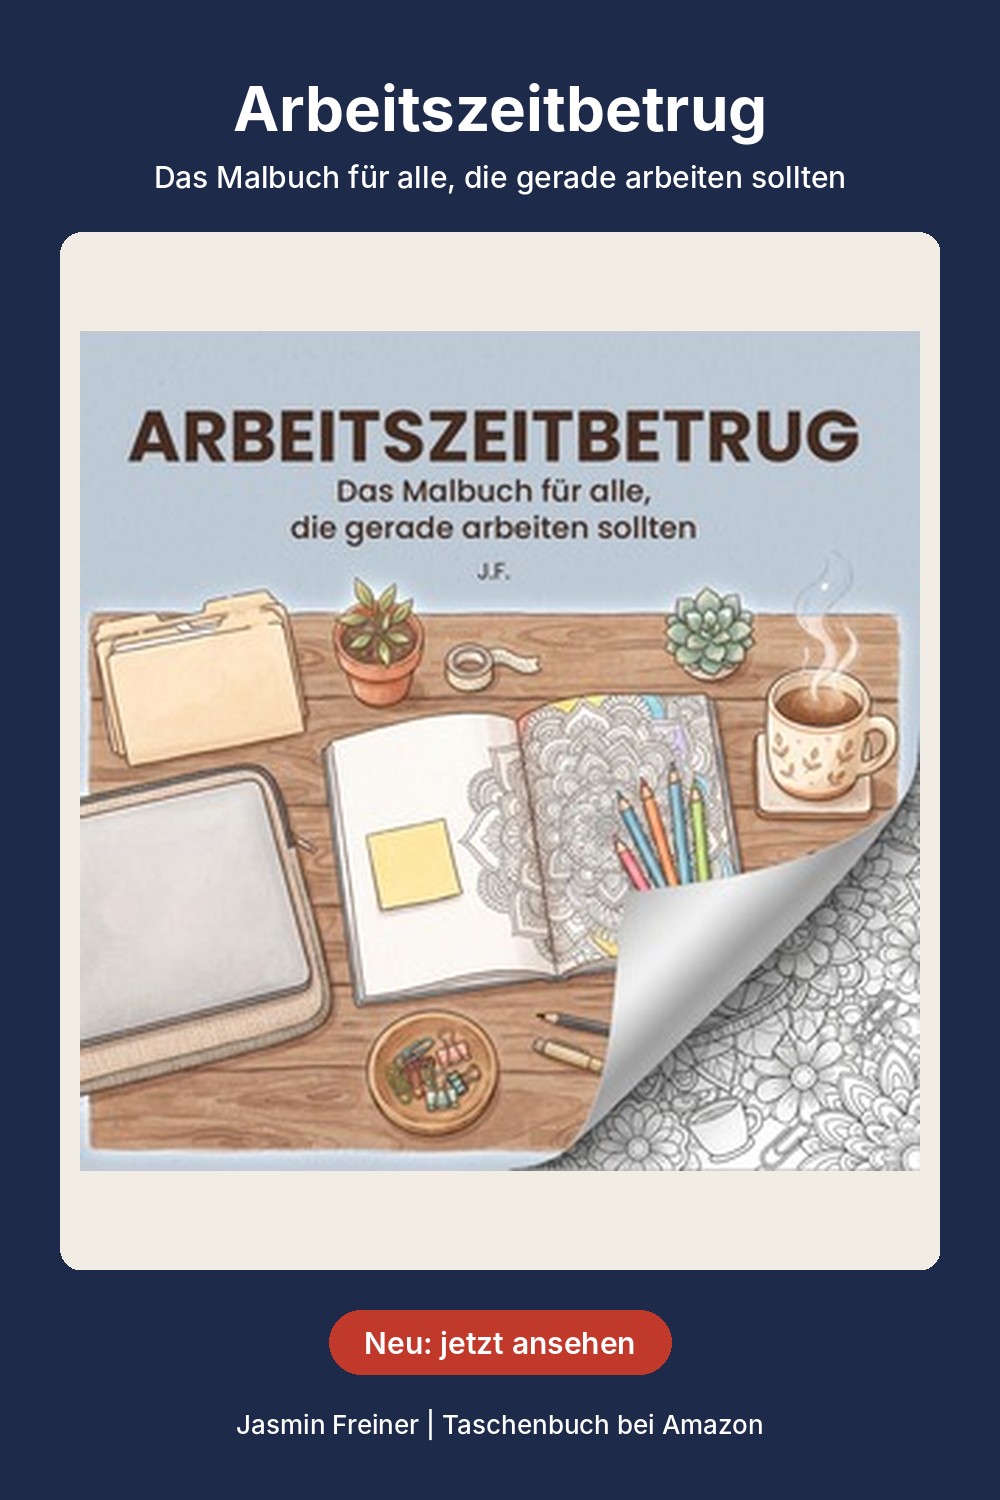 Arbeitszeitbetrug
Das Malbuch für alle, die gerade arbeiten sollten
ARBEITSZEITBETRUG
Das Malbuch für alle,
die gerade arbeiten sollten
J.F.
Neu: jetzt ansehen
Jasmin Freiner | Taschenbuch bei Amazon